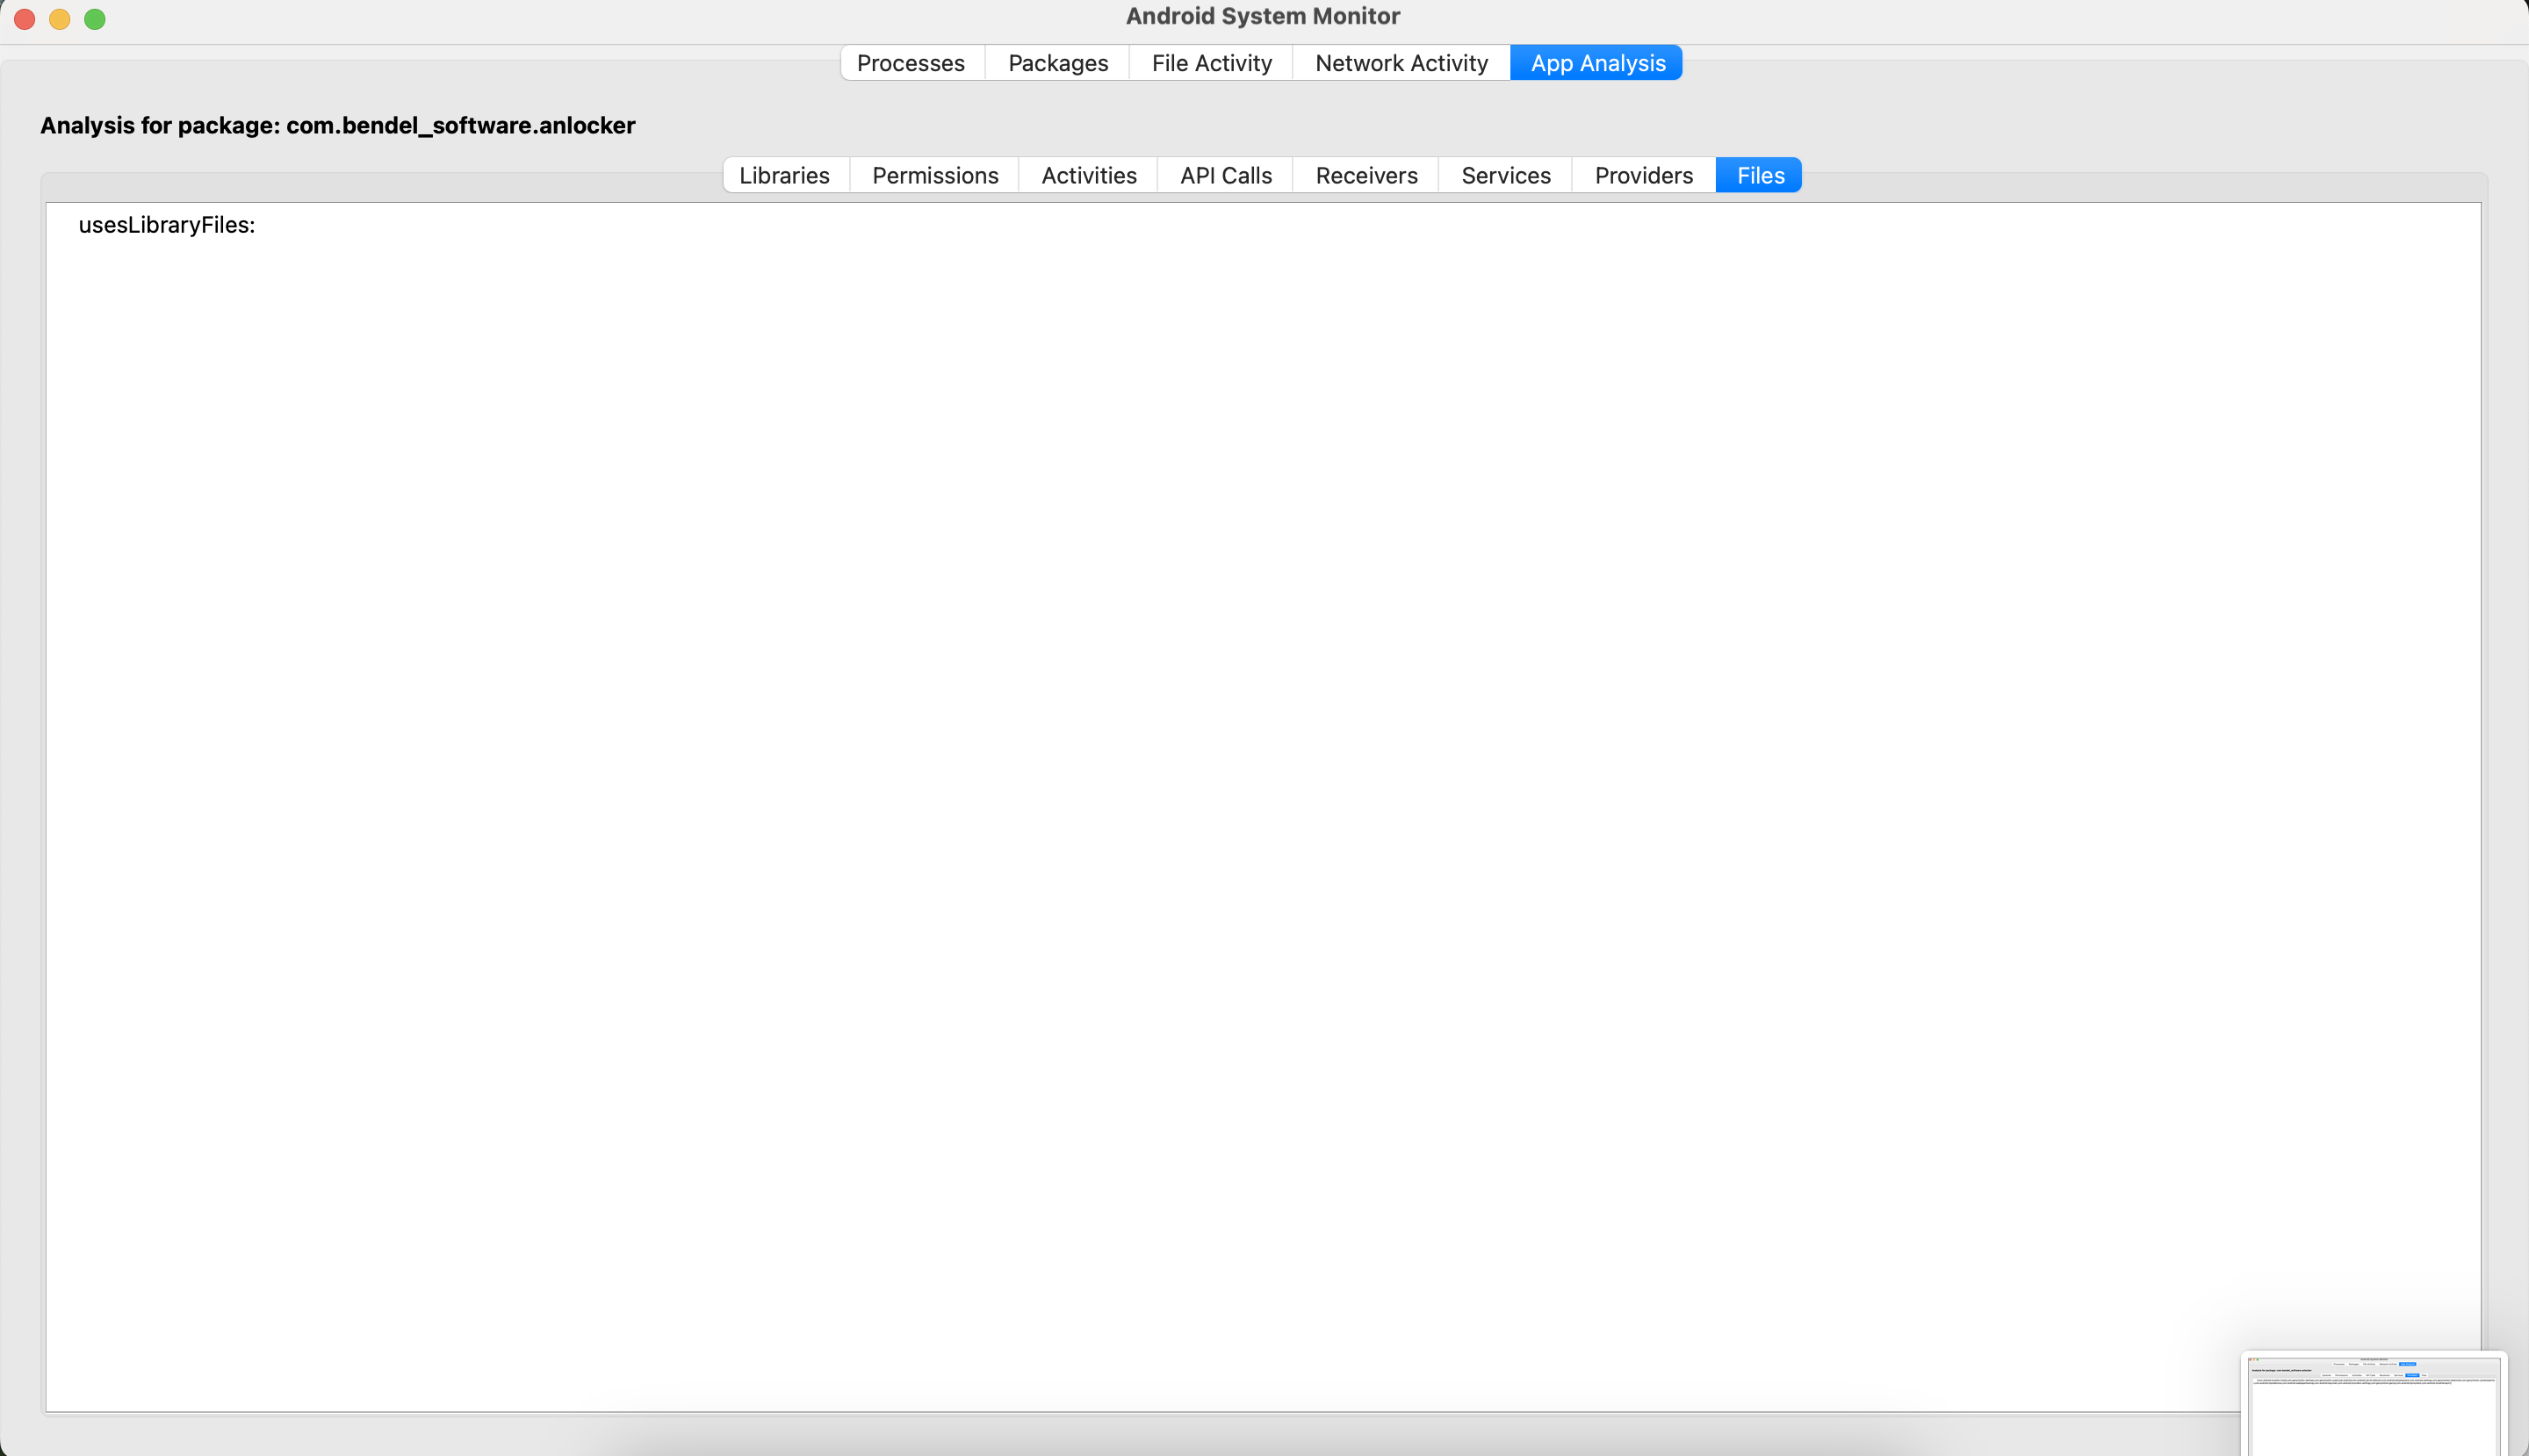 Android System Monitor
Processes Packages File Activity Network Activity App Analysis
Analysis for package: com.bendel_software.anlocker
Libraries Permissions Activities API Calls Receivers Services Providers Files
usesLibraryFiles: